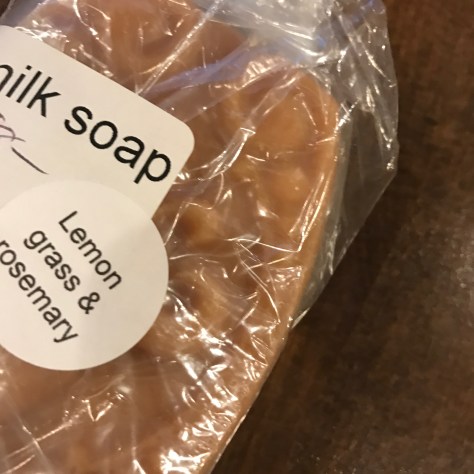 milk soap
Lemon
grass &
rosemary